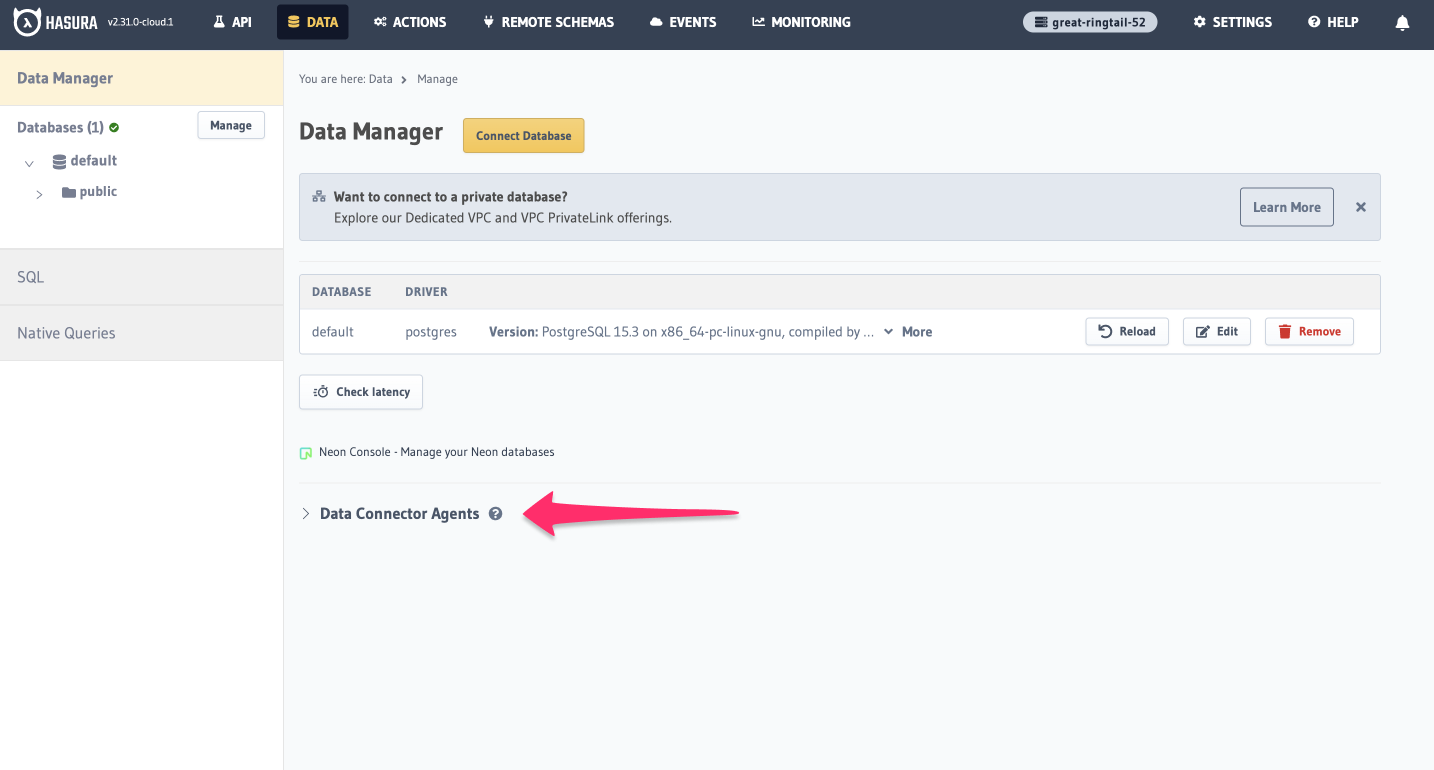 HASURA v2.31.0-cloud.1 API DATA ACTIONS REMOTE SCHEMAS EVENTS MONITORING great-ringtail-52 SETTINGS HELP
Data Manager
Databases (1) Manage
default
public
SQL
Native Queries
You are here: Data Manage
Data Manager Connect Database
Want to connect to a private database?
Explore our Dedicated VPC and VPC PrivateLink offerings.
Learn More
DATABASE DRIVER
default postgres Version: PostgreSQL 15.3 on x86_64-pc-linux-gnu, compiled by ... More Reload Edit Remove
Check latency
Neon Console - Manage your Neon databases
Data Connector Agents